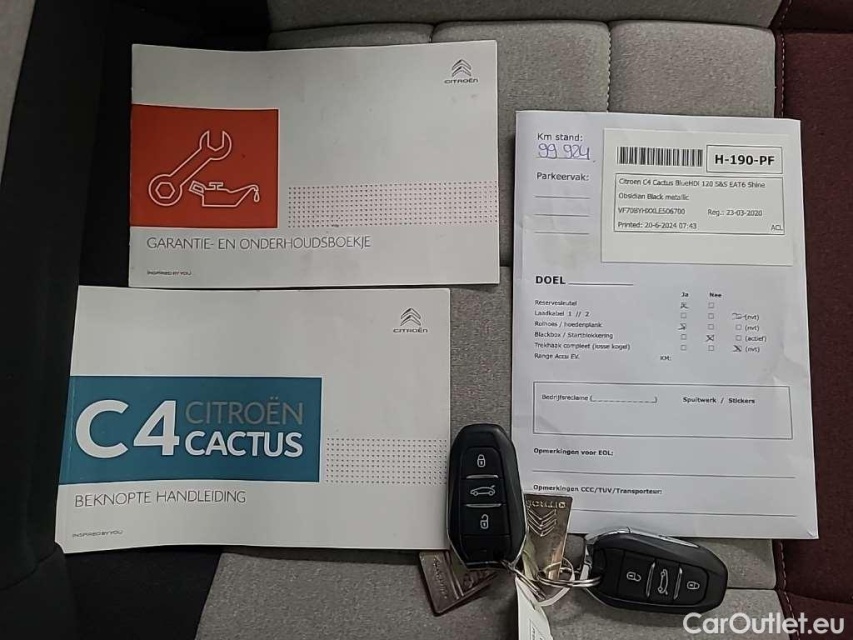 CITROËN
GARANTIE- EN ONDERHOUDSBOEKJE
INSPIRED BY YOU
CITROËN
C4 CITROËN
CACTUS
BEKNOPTE HANDLEIDING
INSPIRED BY YOU
Km stand:
99 924
Parkeervak:
H-190-PF
Citroen C4 Cactus BlueHDI 120 S&S EAT6 Shine
Obsidian Black metallic
Reg.: 23-03-2020
Printed: 20-6-2024 07:43
ACL
DOEL
Ja Nee
Reservesleutel
Laadkabel 1 // 2 (nvt)
Rolhoes / hoedenplank (nvt)
Blackbox / Startblokkering (actief)
Trekhaak compleet (losse kogel) (nvt)
Range Accu EV. KM:
Bedrijfsreclame ( ) Spuitwerk / Stickers
Opmerkingen voor EOL:
Opmerkingen CCC/TUV/Transporteur:
CarOutlet.eu